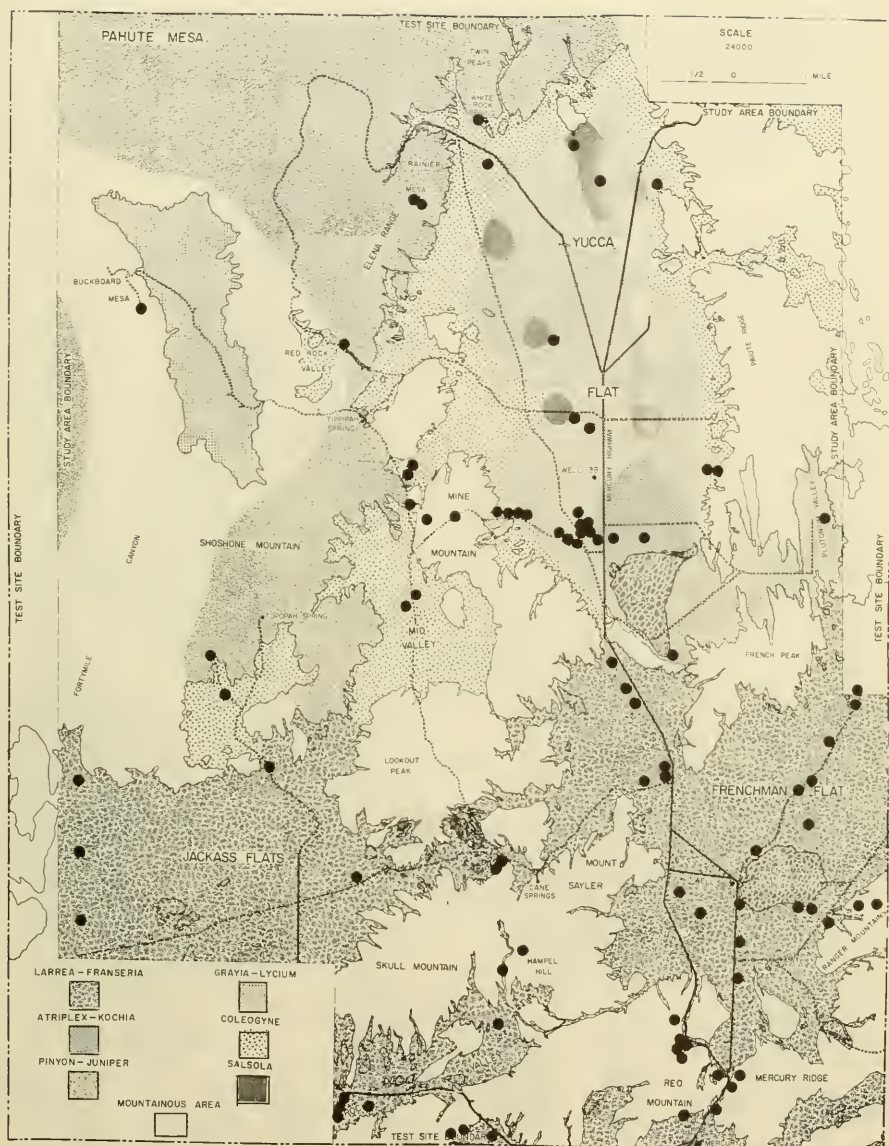 PAHUTE MESA.
TEST SITE BOUNDARY
TWIN
PEAKS
SCALE
24000
1/2 0 MILE
WHITE ROCK
STUDY AREA BOUNDARY
RAINIER
MESA
ELENA RANGE
YUCCA
BUCKBOARD
MESA
RED ROCK
VALLEY
PAIUTE RIDGE
STUDY AREA BOUNDARY
STUDY AREA BOUNDARY
FLAT
TIPPIPAH
SPRING
MERCURY HIGHWAY
WELL 3B
MINE
MOUNTAIN
PLUTON VALLEY
TEST SITE BOUNDARY
TEST SITE BOUNDARY
SHOSHONE MOUNTAIN
CANYON
TOPOPAH SPRING
MID
VALLEY
FRENCH PEAK
FORTYMILE
LOOKOUT
PEAK
FRENCHMAN FLAT
JACKASS FLATS
MOUNT
SAYLER
CANE
SPRINGS
RANGER MOUNTAIN
SKULL MOUNTAIN
HAMPEL
HILL
LARREA-FRANSERIA
GRAYIA-LYCIUM
ATRIPLEX-KOCHIA
COLEOGYNE
PINYON-JUNIPER
SALSOLA
MOUNTAINOUS AREA
RED
MOUNTAIN
MERCURY RIDGE
TEST SITE BOUNDARY